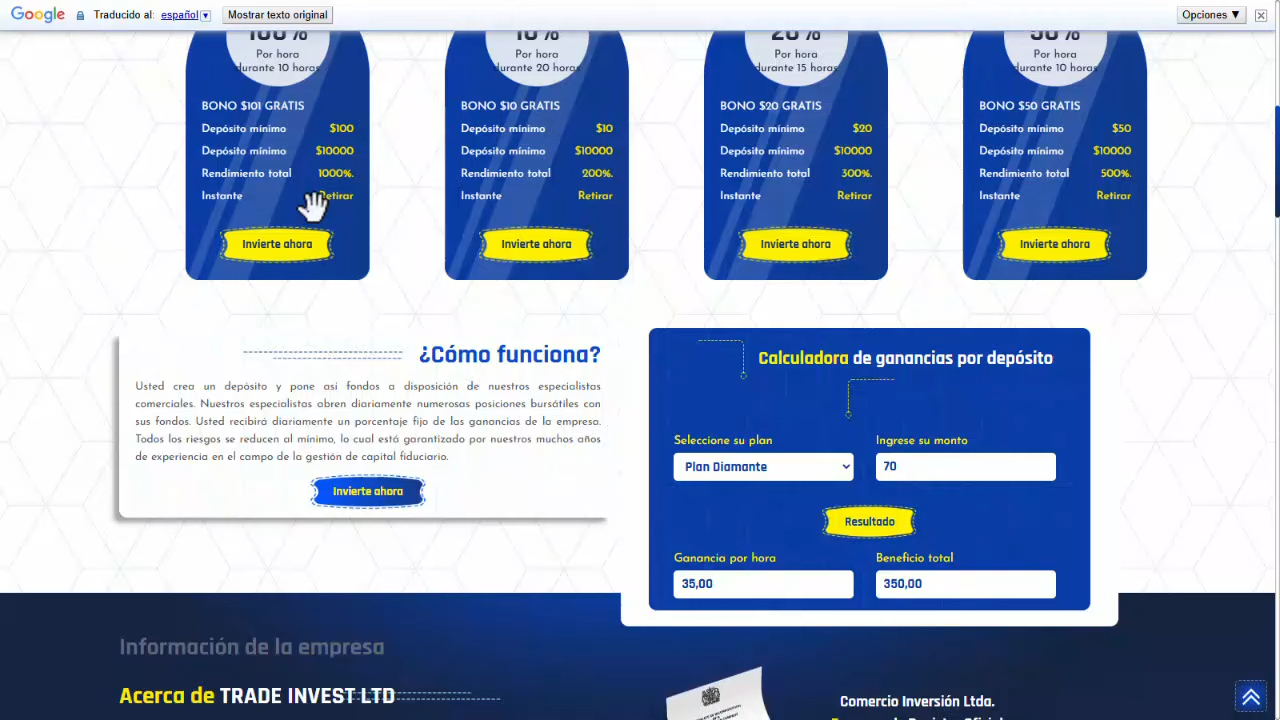 Google Traducido al: español Mostrar texto original Opciones ▼
100% 10% 20% 50%
Por hora Por hora Por hora Por hora
durante 10 horas durante 20 horas durante 15 horas durante 10 horas
BONO $101 GRATIS BONO $10 GRATIS BONO $20 GRATIS BONO $50 GRATIS
Depósito mínimo $100 Depósito mínimo $10 Depósito mínimo $20 Depósito mínimo $50
Depósito mínimo $10000 Depósito mínimo $10000 Depósito mínimo $10000 Depósito mínimo $10000
Rendimiento total 1000%. Rendimiento total 200%. Rendimiento total 300%. Rendimiento total 500%.
Instante Retirar Instante Retirar Instante Retirar Instante Retirar
Invierte ahora Invierte ahora Invierte ahora Invierte ahora
¿Cómo funciona?
Usted crea un depósito y pone así fondos a disposición de nuestros especialistas
comerciales. Nuestros especialistas abren diariamente numerosas posiciones bursátiles con
sus fondos. Usted recibirá diariamente un porcentaje fijo de las ganancias de la empresa.
Todos los riesgos se reducen al mínimo, lo cual está garantizado por nuestros muchos años
de experiencia en el campo de la gestión de capital fiduciario.
Invierte ahora
Calculadora de ganancias por depósito
Seleccione su plan Ingrese su monto
Plan Diamante 70
Resultado
Ganancia por hora Beneficio total
35,00 350,00
Información de la empresa
Acerca de TRADE INVEST LTD
Comercio Inversión Ltda.